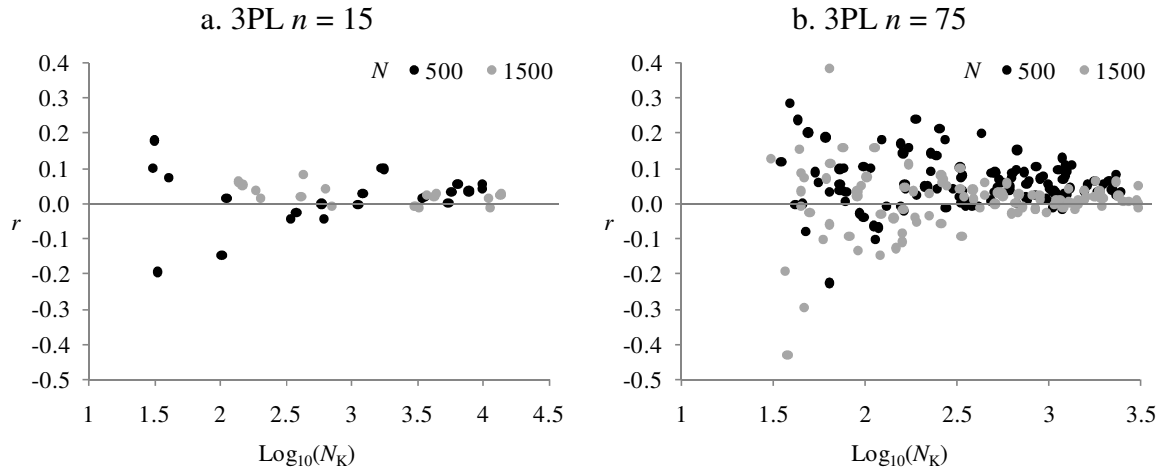 a. 3PL n = 15
0.4
0.3
0.2
0.1
0.0
-0.1
-0.2
-0.3
-0.4
-0.5
r
N 500 1500
1 1.5 2 2.5 3 3.5 4 4.5
Log10(NK)
b. 3PL n = 75
0.4
0.3
0.2
0.1
0.0
-0.1
-0.2
-0.3
-0.4
-0.5
r
N 500 1500
1 1.5 2 2.5 3 3.5
Log10(NK)